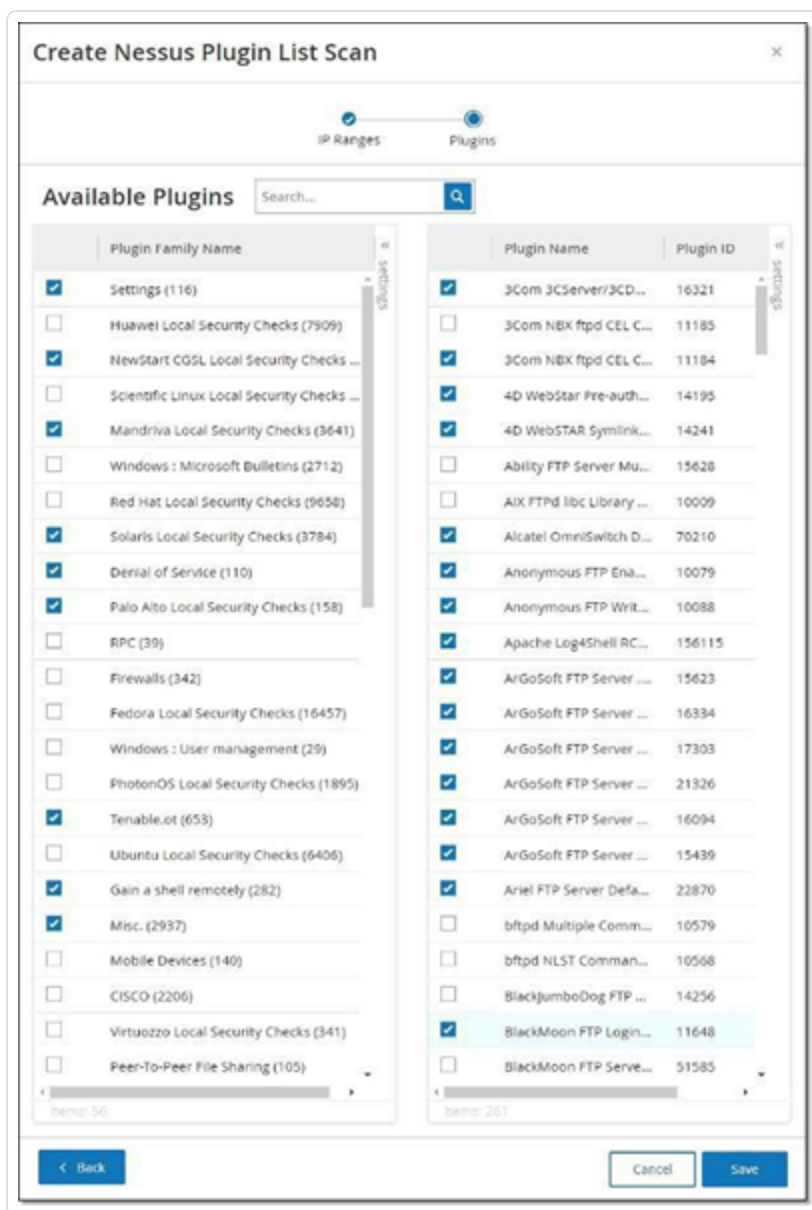 Create Nessus Plugin List Scan
IP Ranges
Plugins
Available Plugins
Search...
Plugin Family Name
settings
Settings (116)
Huawei Local Security Checks (7909)
NewStart CGSL Local Security Checks ...
Scientific Linux Local Security Checks ...
Mandriva Local Security Checks (3641)
Windows : Microsoft Bulletins (2712)
Red Hat Local Security Checks (9658)
Solaris Local Security Checks (3784)
Denial of Service (110)
Palo Alto Local Security Checks (158)
RPC (39)
Firewalls (342)
Fedora Local Security Checks (16457)
Windows : User management (29)
PhotonOS Local Security Checks (1895)
Tenable.ot (653)
Ubuntu Local Security Checks (6406)
Gain a shell remotely (282)
Misc. (2937)
Mobile Devices (140)
CISCO (2206)
Virtuozzo Local Security Checks (341)
Peer-To-Peer File Sharing (105)
Items: 56
Plugin Name Plugin ID
settings
3Com 3CServer/3CD... 16321
3Com NBX ftpd CEL C... 11185
3Com NBX ftpd CEL C... 11184
4D WebStar Pre-auth... 14195
4D WebSTAR Symlink... 14241
Ability FTP Server Mu... 15628
AIX FTPd libc Library ... 10009
Alcatel OmniSwitch D... 70210
Anonymous FTP Ena... 10079
Anonymous FTP Writ... 10088
Apache Log4Shell RC... 156115
ArGoSoft FTP Server .... 15623
ArGoSoft FTP Server ... 16334
ArGoSoft FTP Server ... 17303
ArGoSoft FTP Server ... 21326
ArGoSoft FTP Server ... 16094
ArGoSoft FTP Server ... 15439
Ariel FTP Server Defa... 22870
bftpd Multiple Comm... 10579
bftpd NLST Comman... 10568
BlackJumboDog FTP ... 14256
BlackMoon FTP Login... 11648
BlackMoon FTP Serve... 51585
Items: 261
< Back
Cancel
Save